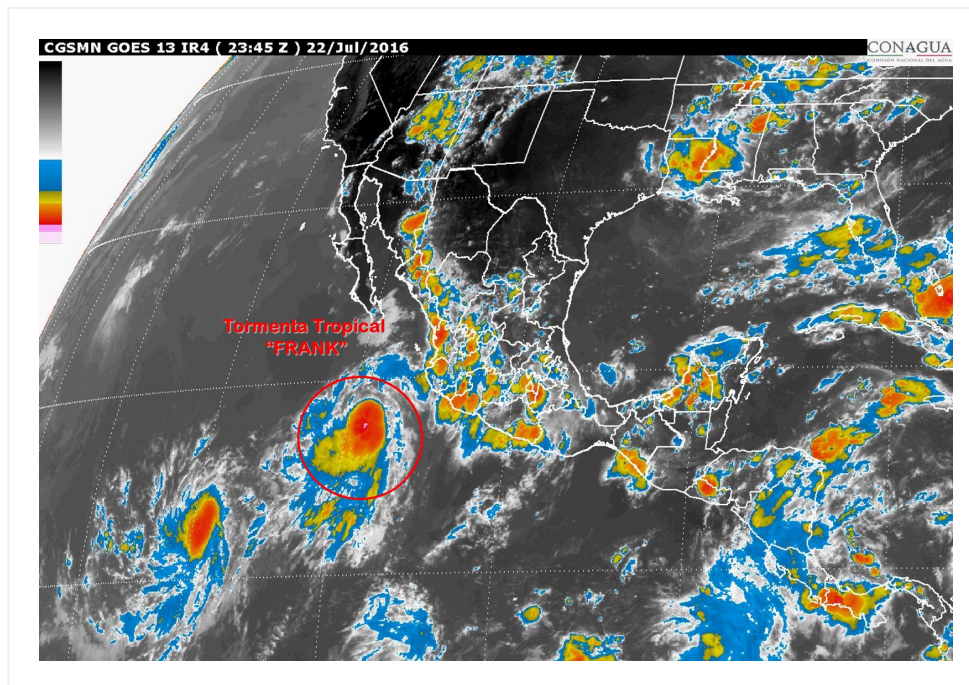 CGSMN GOES 13 IR4 ( 23:45 Z ) 22/Jul/2016
CONAGUA
COMISIÓN NACIONAL DEL AGUA
Tormenta Tropical
“FRANK”